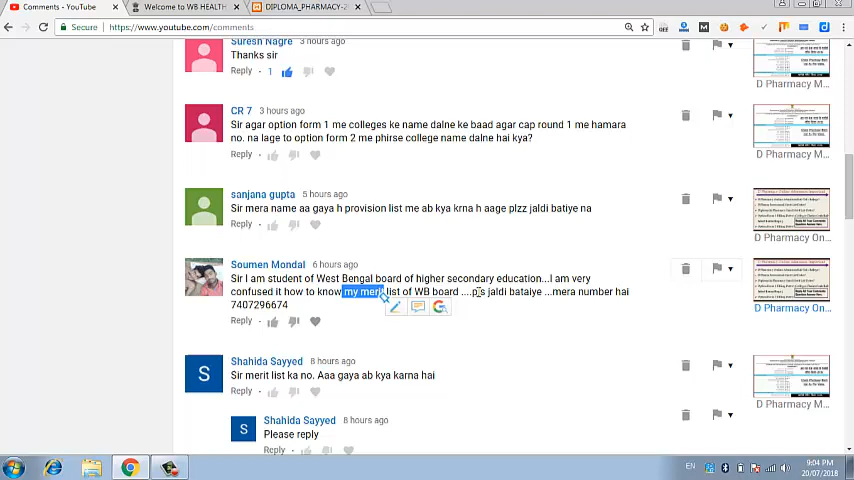 Comments - YouTube
Welcome to WB HEALTH
DIPLOMA_PHARMACY-2
Secure
https://www.youtube.com/comments
Suresh Nagre 3 hours ago
Thanks sir
Reply 1
D Pharmacy M...
CR 7 3 hours ago
Sir agar option form 1 me colleges ke name dalne ke baad agar cap round 1 me hamara
no. na lage to option form 2 me phirse college name dalne hai kya?
Reply
D Pharmacy M...
sanjana gupta 5 hours ago
Sir mera name aa gaya h provision list me ab kya krna h aage plzz jaldi batiye na
Reply
D Pharmacy On...
Soumen Mondal 6 hours ago
Sir I am student of West Bengal board of higher secondary education...I am very
confused it how to know my merit list of WB board ....pls jaldi bataiye ...mera number hai
7407296674
Reply
D Pharmacy On...
Shahida Sayyed 8 hours ago
Sir merit list ka no. Aaa gaya ab kya karna hai
Reply
D Pharmacy M...
S
Shahida Sayyed 8 hours ago
Please reply
Reply
S
EN
9:04 PM
20/07/2018